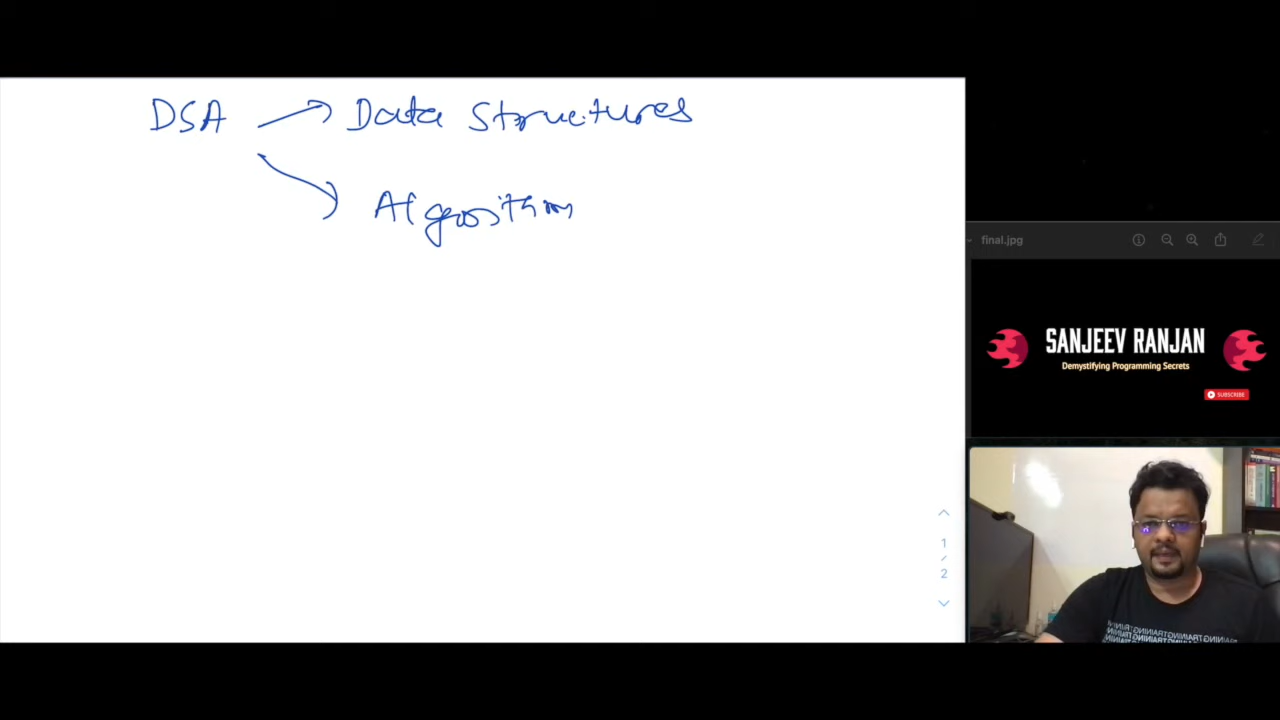 DSA Data Structures
Algorithm
final.jpg
SANJEEV RANJAN
Demystifying Programming Secrets
SUBSCRIBE
1
/
2